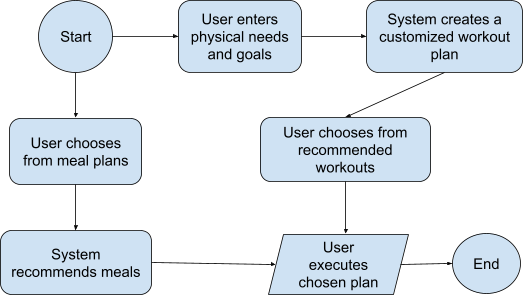 Start
User enters
physical needs
and goals
System creates a
customized workout
plan
User chooses
from meal plans
User chooses from
recommended
workouts
System
recommends meals
User
executes
chosen plan
End